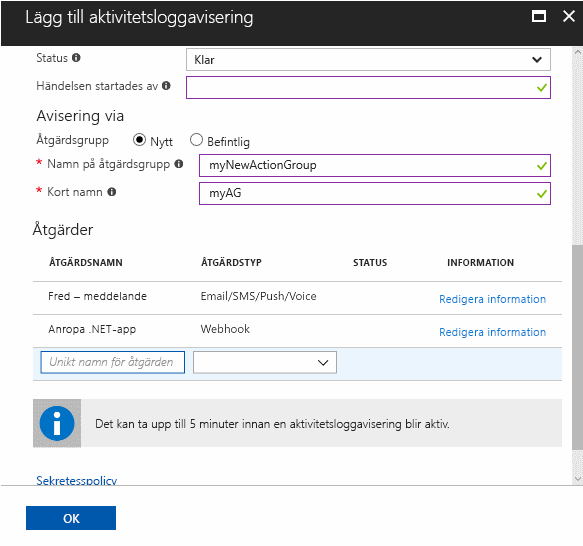 Lägg till aktivitetsloggavisering
Status
Klar
Händelsen startades av
Avisering via
Åtgärdsgrupp Nytt Befintlig
* Namn på åtgärdsgrupp myNewActionGroup
* Kort namn myAG
Åtgärder
ÅTGÄRDSNAMN ÅTGÄRDSTYP STATUS INFORMATION
Fred – meddelande Email/SMS/Push/Voice Redigera information
Anropa .NET-app Webhook Redigera information
Unikt namn för åtgärden
Det kan ta upp till 5 minuter innan en aktivitetsloggavisering blir aktiv.
Sekretesspolicy
OK